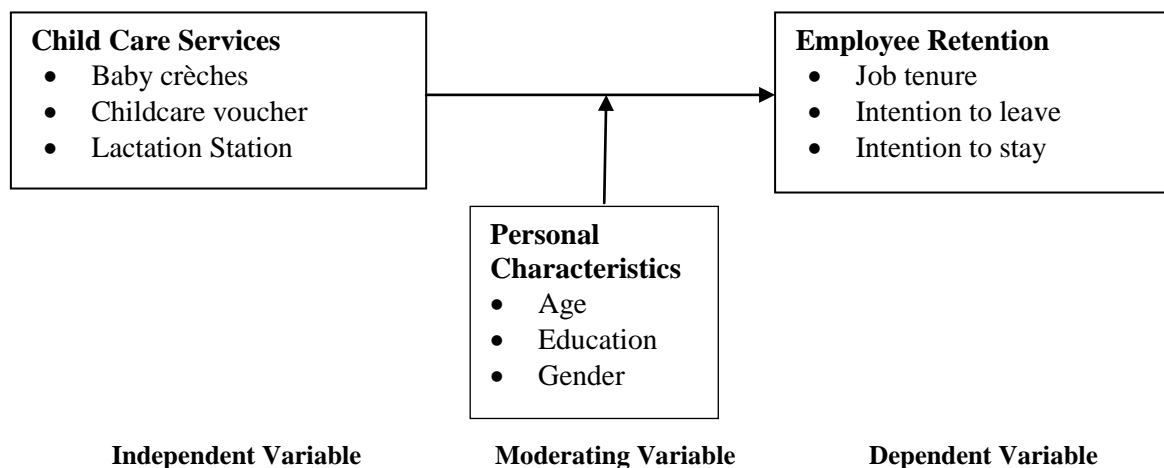 Child Care Services
• Baby crèches
• Childcare voucher
• Lactation Station
Employee Retention
• Job tenure
• Intention to leave
• Intention to stay
Personal
Characteristics
• Age
• Education
• Gender
Independent Variable
Moderating Variable
Dependent Variable